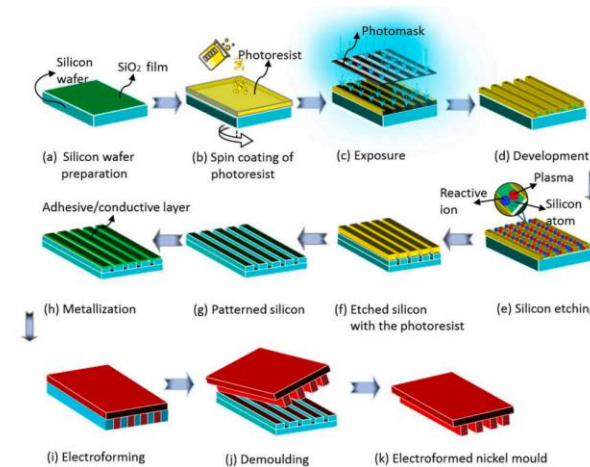 Silicon
wafer
SiO₂ film
Photoresist
Photomask
(a) Silicon wafer
preparation
(b) Spin coating of
photoresist
(c) Exposure
(d) Development
Adhesive/conductive layer
Reactive
ion
Plasma
Silicon
atom
(h) Metallization
(g) Patterned silicon
(f) Etched silicon
with the photoresist
(e) Silicon etching
(i) Electroforming
(j) Demoulding
(k) Electroformed nickel mould